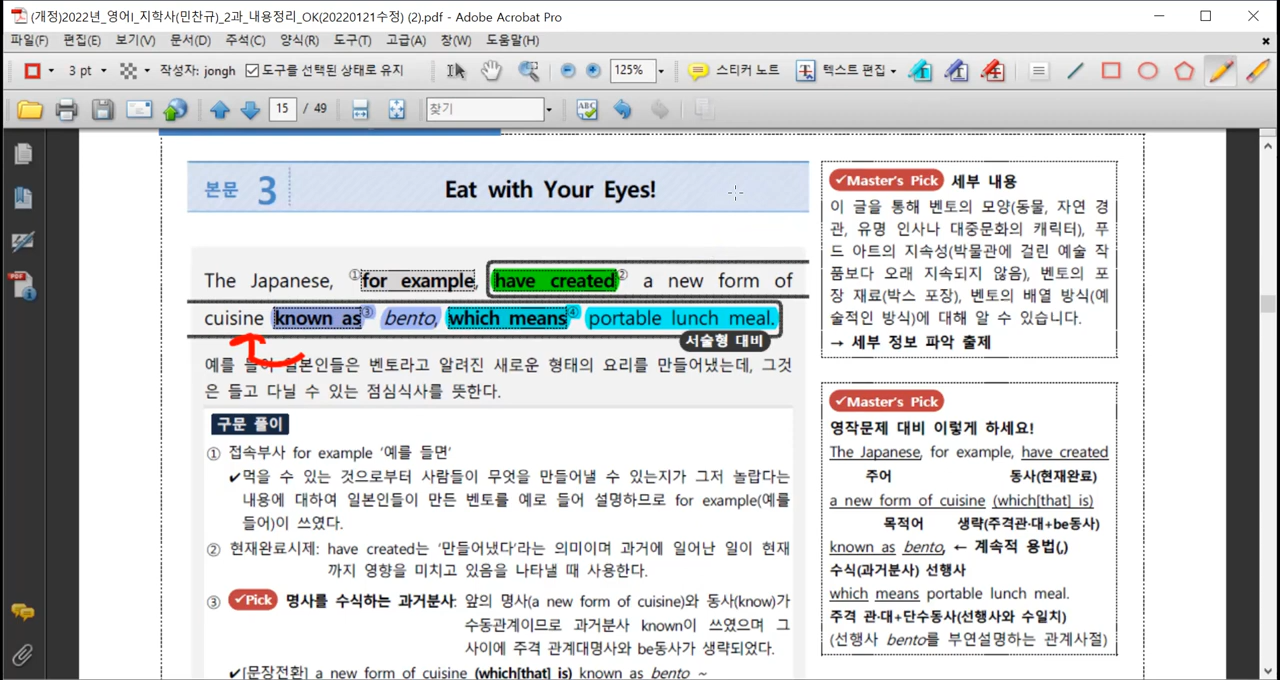 (개정)2022년_영어I_지학사(민찬규)_2과_내용정리_OK(20220121수정) (2).pdf - Adobe Acrobat Pro
파일(F) 편집(E) 보기(V) 문서(D) 주석(C) 양식(R) 도구(T) 고급(A) 창(W) 도움말(H)
3 pt 작성자: jongh 도구를 선택된 상태로 유지 125% 스티커 노트 텍스트 편집
15 / 49 찾기
본문 3 Eat with Your Eyes!
The Japanese, ①for example, have created② a new form of
cuisine known as③ bento, which means④ portable lunch meal.
서술형 대비
예를 들어 일본인들은 벤토라고 알려진 새로운 형태의 요리를 만들어냈는데, 그것
은 들고 다닐 수 있는 점심식사를 뜻한다.
구문 풀이
① 접속부사 for example ‘예를 들면’
✔먹을 수 있는 것으로부터 사람들이 무엇을 만들어낼 수 있는지가 그저 놀랍다는
내용에 대하여 일본인들이 만든 벤토를 예로 들어 설명하므로 for example(예를
들어)이 쓰였다.
② 현재완료시제: have created는 ‘만들어냈다’라는 의미이며 과거에 일어난 일이 현재
까지 영향을 미치고 있음을 나타낼 때 사용한다.
③ ✔Pick 명사를 수식하는 과거분사: 앞의 명사(a new form of cuisine)와 동사(know)가
수동관계이므로 과거분사 known이 쓰였으며 그
사이에 주격 관계대명사와 be동사가 생략되었다.
✔[문장전환] a new form of cuisine (which[that] is) known as bento ~
✔Master's Pick 세부 내용
이 글을 통해 벤토의 모양(동물, 자연 경
관, 유명 인사나 대중문화의 캐릭터), 푸
드 아트의 지속성(박물관에 걸린 예술 작
품보다 오래 지속되지 않음), 벤토의 포
장 재료(박스 포장), 벤토의 배열 방식(예
술적인 방식)에 대해 알 수 있습니다.
→ 세부 정보 파악 출제
✔Master's Pick
영작문제 대비 이렇게 하세요!
The Japanese, for example, have created
주어 동사(현재완료)
a new form of cuisine (which[that] is)
목적어 생략(주격관·대+be동사)
known as bento, ← 계속적 용법(,)
수식(과거분사) 선행사
which means portable lunch meal.
주격 관·대+단수동사(선행사와 수일치)
(선행사 bento를 부연설명하는 관계사절)